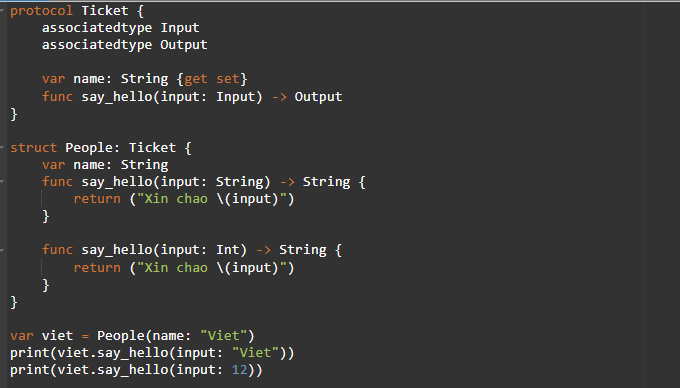 protocol Ticket {
    associatedtype Input
    associatedtype Output

    var name: String {get set}
    func say_hello(input: Input) -> Output
}

struct People: Ticket {
    var name: String
    func say_hello(input: String) -> String {
        return ("Xin chao \(input)")
    }

    func say_hello(input: Int) -> String {
        return ("Xin chao \(input)")
    }
}

var viet = People(name: "Viet")
print(viet.say_hello(input: "Viet"))
print(viet.say_hello(input: 12))